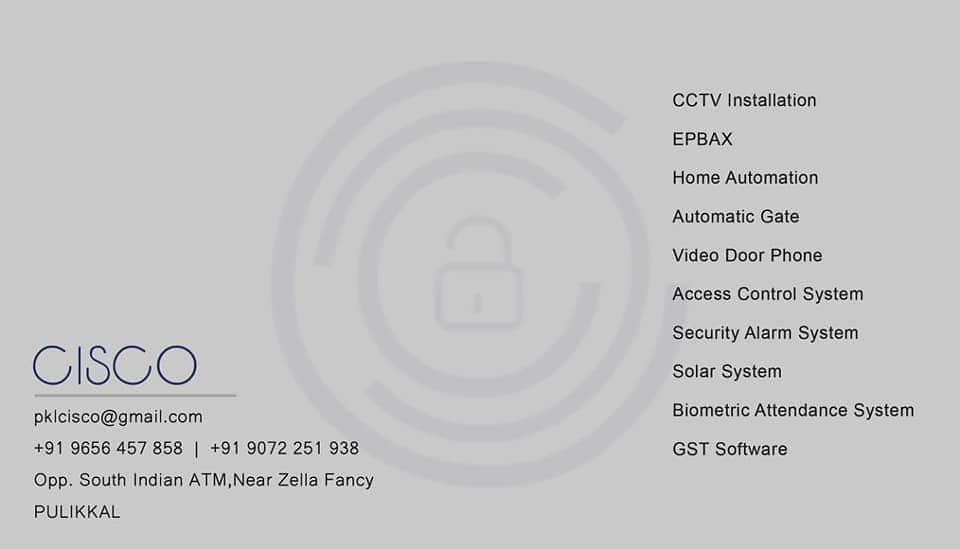 CISCO
pklcisco@gmail.com
+91 9656 457 858 | +91 9072 251 938
Opp. South Indian ATM,Near Zella Fancy
PULIKKAL
CCTV Installation
EPBAX
Home Automation
Automatic Gate
Video Door Phone
Access Control System
Security Alarm System
Solar System
Biometric Attendance System
GST Software